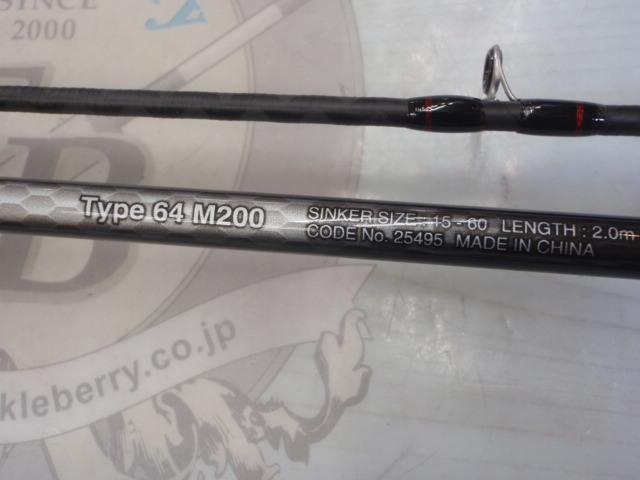 SINCE
2000
B
Type 64 M200
SINKER SIZE : 15 - 60 LENGTH : 2.0m
CODE No. 25495 MADE IN CHINA
kleberry.co.jp